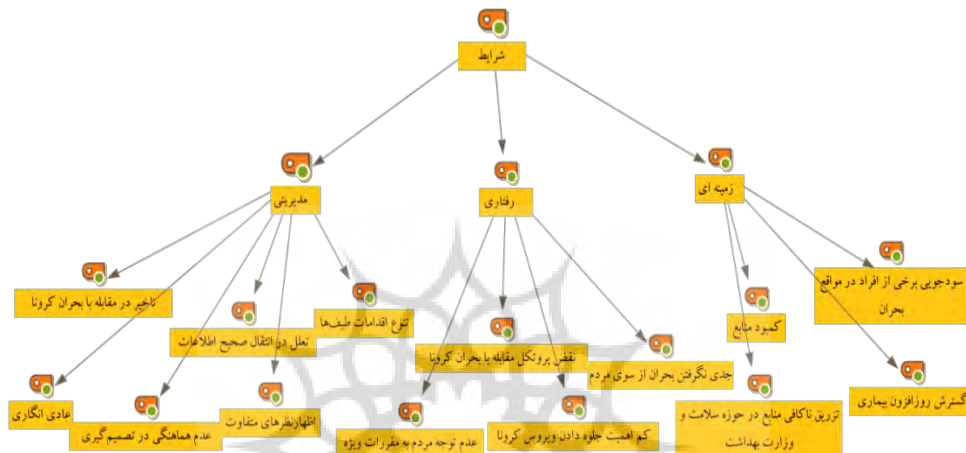 شرایط
زمینه ای
رفتاری
مدیریتی
سودجویی برخی از افراد در مواقع
بحران
کمبود منابع
گسترش روزافزون بیماری
تزریق ناکافی منابع در حوزه سلامت و
وزارت بهداشت
جدی نگرفتن بحران از سوی مردم
نقض پروتکل مقابله با بحران کرونا
کم اهمیت جلوه دادن ویروس کرونا
عدم توجه مردم به مقررات ویژه
تنوع اقدامات طیف‌ها
تعلل در انتقال صحیح اطلاعات
تاخیر در مقابله با بحران کرونا
اظهارنظرهای متفاوت
عدم هماهنگی در تصمیم‌گیری
عادی انگاری